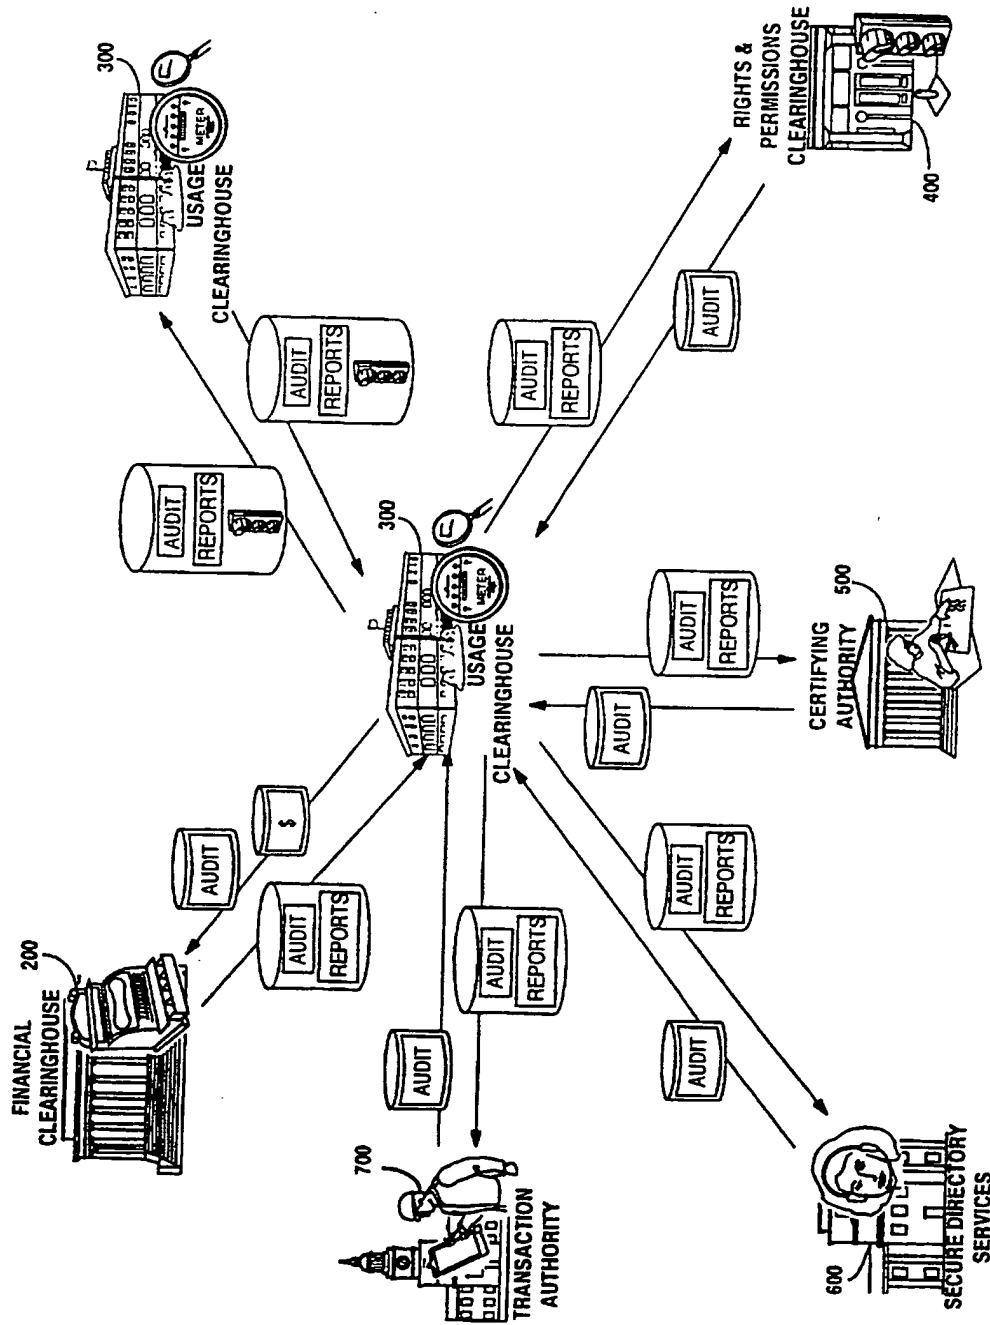 FINANCIAL
CLEARINGHOUSE
200
AUDIT
$
AUDIT
REPORTS
AUDIT
REPORTS
AUDIT
REPORTS
300
METER
USAGE
CLEARINGHOUSE
TRANSACTION
AUTHORITY
700
AUDIT
AUDIT
REPORTS
300
METER
USAGE
CLEARINGHOUSE
AUDIT
REPORTS
AUDIT
RIGHTS &
PERMISSIONS
CLEARINGHOUSE
400
SECURE DIRECTORY
SERVICES
600
AUDIT
AUDIT
REPORTS
AUDIT
AUDIT
REPORTS
CERTIFYING
AUTHORITY
500